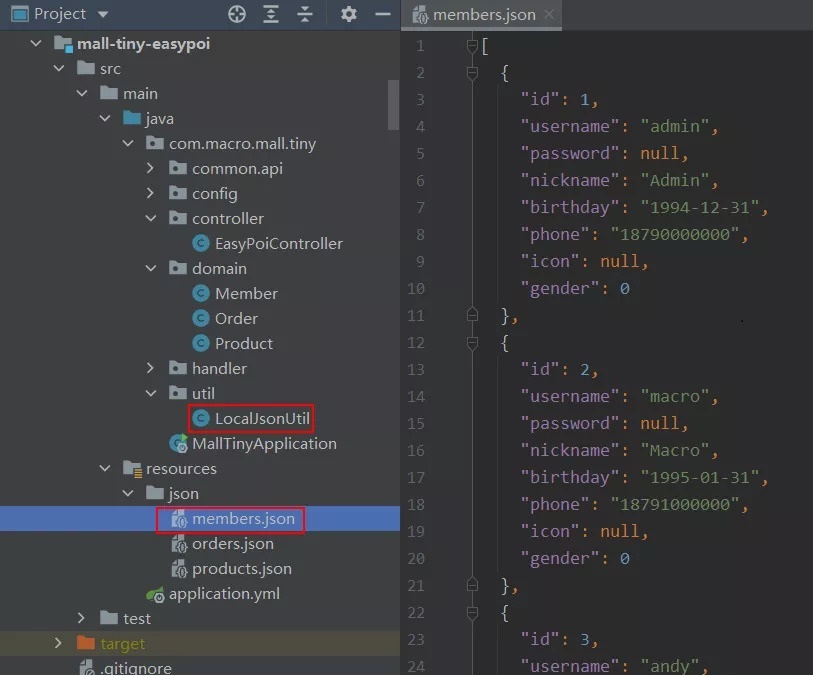 Project
mall-tiny-easypoi
src
main
java
com.macro.mall.tiny
common.api
config
controller
EasyPoiController
domain
Member
Order
Product
handler
util
LocalJsonUtil
MallTinyApplication
resources
json
members.json
orders.json
products.json
application.yml
test
target
.gitignore
members.json
1 [
2 {
3 "id": 1,
4 "username": "admin",
5 "password": null,
6 "nickname": "Admin",
7 "birthday": "1994-12-31",
8 "phone": "18790000000",
9 "icon": null,
10 "gender": 0
11 },
12 {
13 "id": 2,
14 "username": "macro",
15 "password": null,
16 "nickname": "Macro",
17 "birthday": "1995-01-31",
18 "phone": "18791000000",
19 "icon": null,
20 "gender": 0
21 },
22 {
23 "id": 3,
24 "username": "andy",